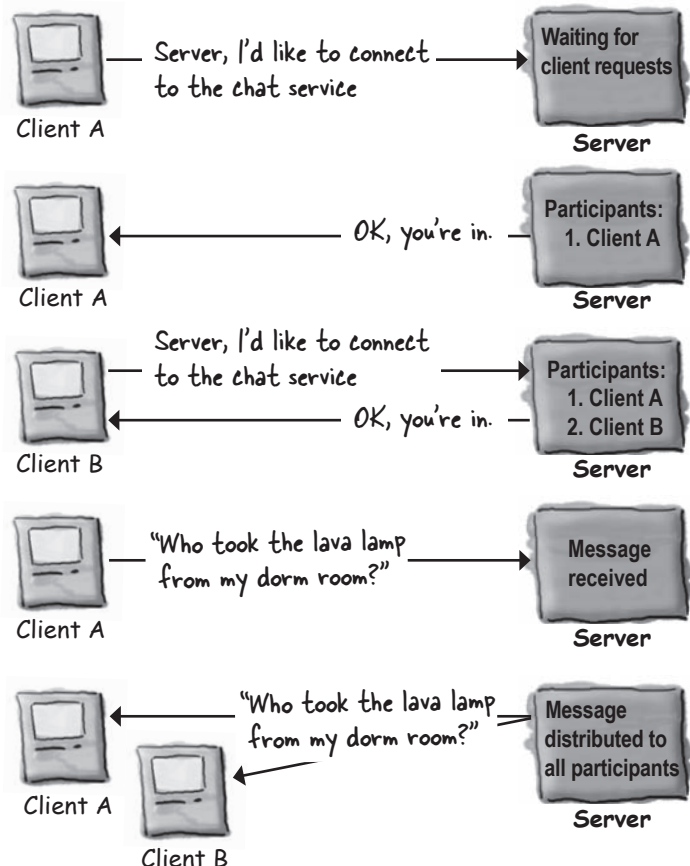 Server, I'd like to connect
to the chat service
Waiting for
client requests
Client A
Server
OK, you're in.
Participants:
1. Client A
Client A
Server
Server, I'd like to connect
to the chat service
OK, you're in.
Participants:
1. Client A
2. Client B
Client B
Server
"Who took the lava lamp
from my dorm room?"
Message
received
Client A
Server
"Who took the lava lamp
from my dorm room?"
Message
distributed to
all participants
Client A
Client B
Server